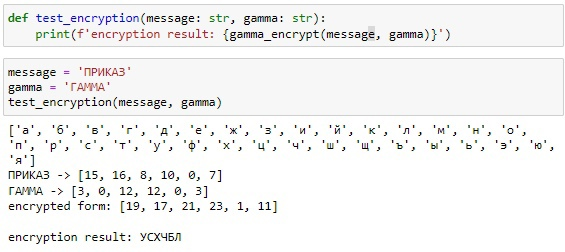 def test_encryption(message: str, gamma: str):
    print(f'encryption result: {gamma_encrypt(message, gamma)}')
message = 'ПРИКАЗ'
gamma = 'ГАММА'
test_encryption(message, gamma)
['а', 'б', 'в', 'г', 'д', 'е', 'ж', 'з', 'и', 'й', 'к', 'л', 'м', 'н', 'о',
'п', 'р', 'с', 'т', 'у', 'ф', 'х', 'ц', 'ч', 'ш', 'щ', 'ъ', 'ы', 'ь', 'э', 'ю',
'я']
ПРИКАЗ -> [15, 16, 8, 10, 0, 7]
ГАММА -> [3, 0, 12, 12, 0, 3]
encrypted form: [19, 17, 21, 23, 1, 11]
encryption result: УСХЧБЛ